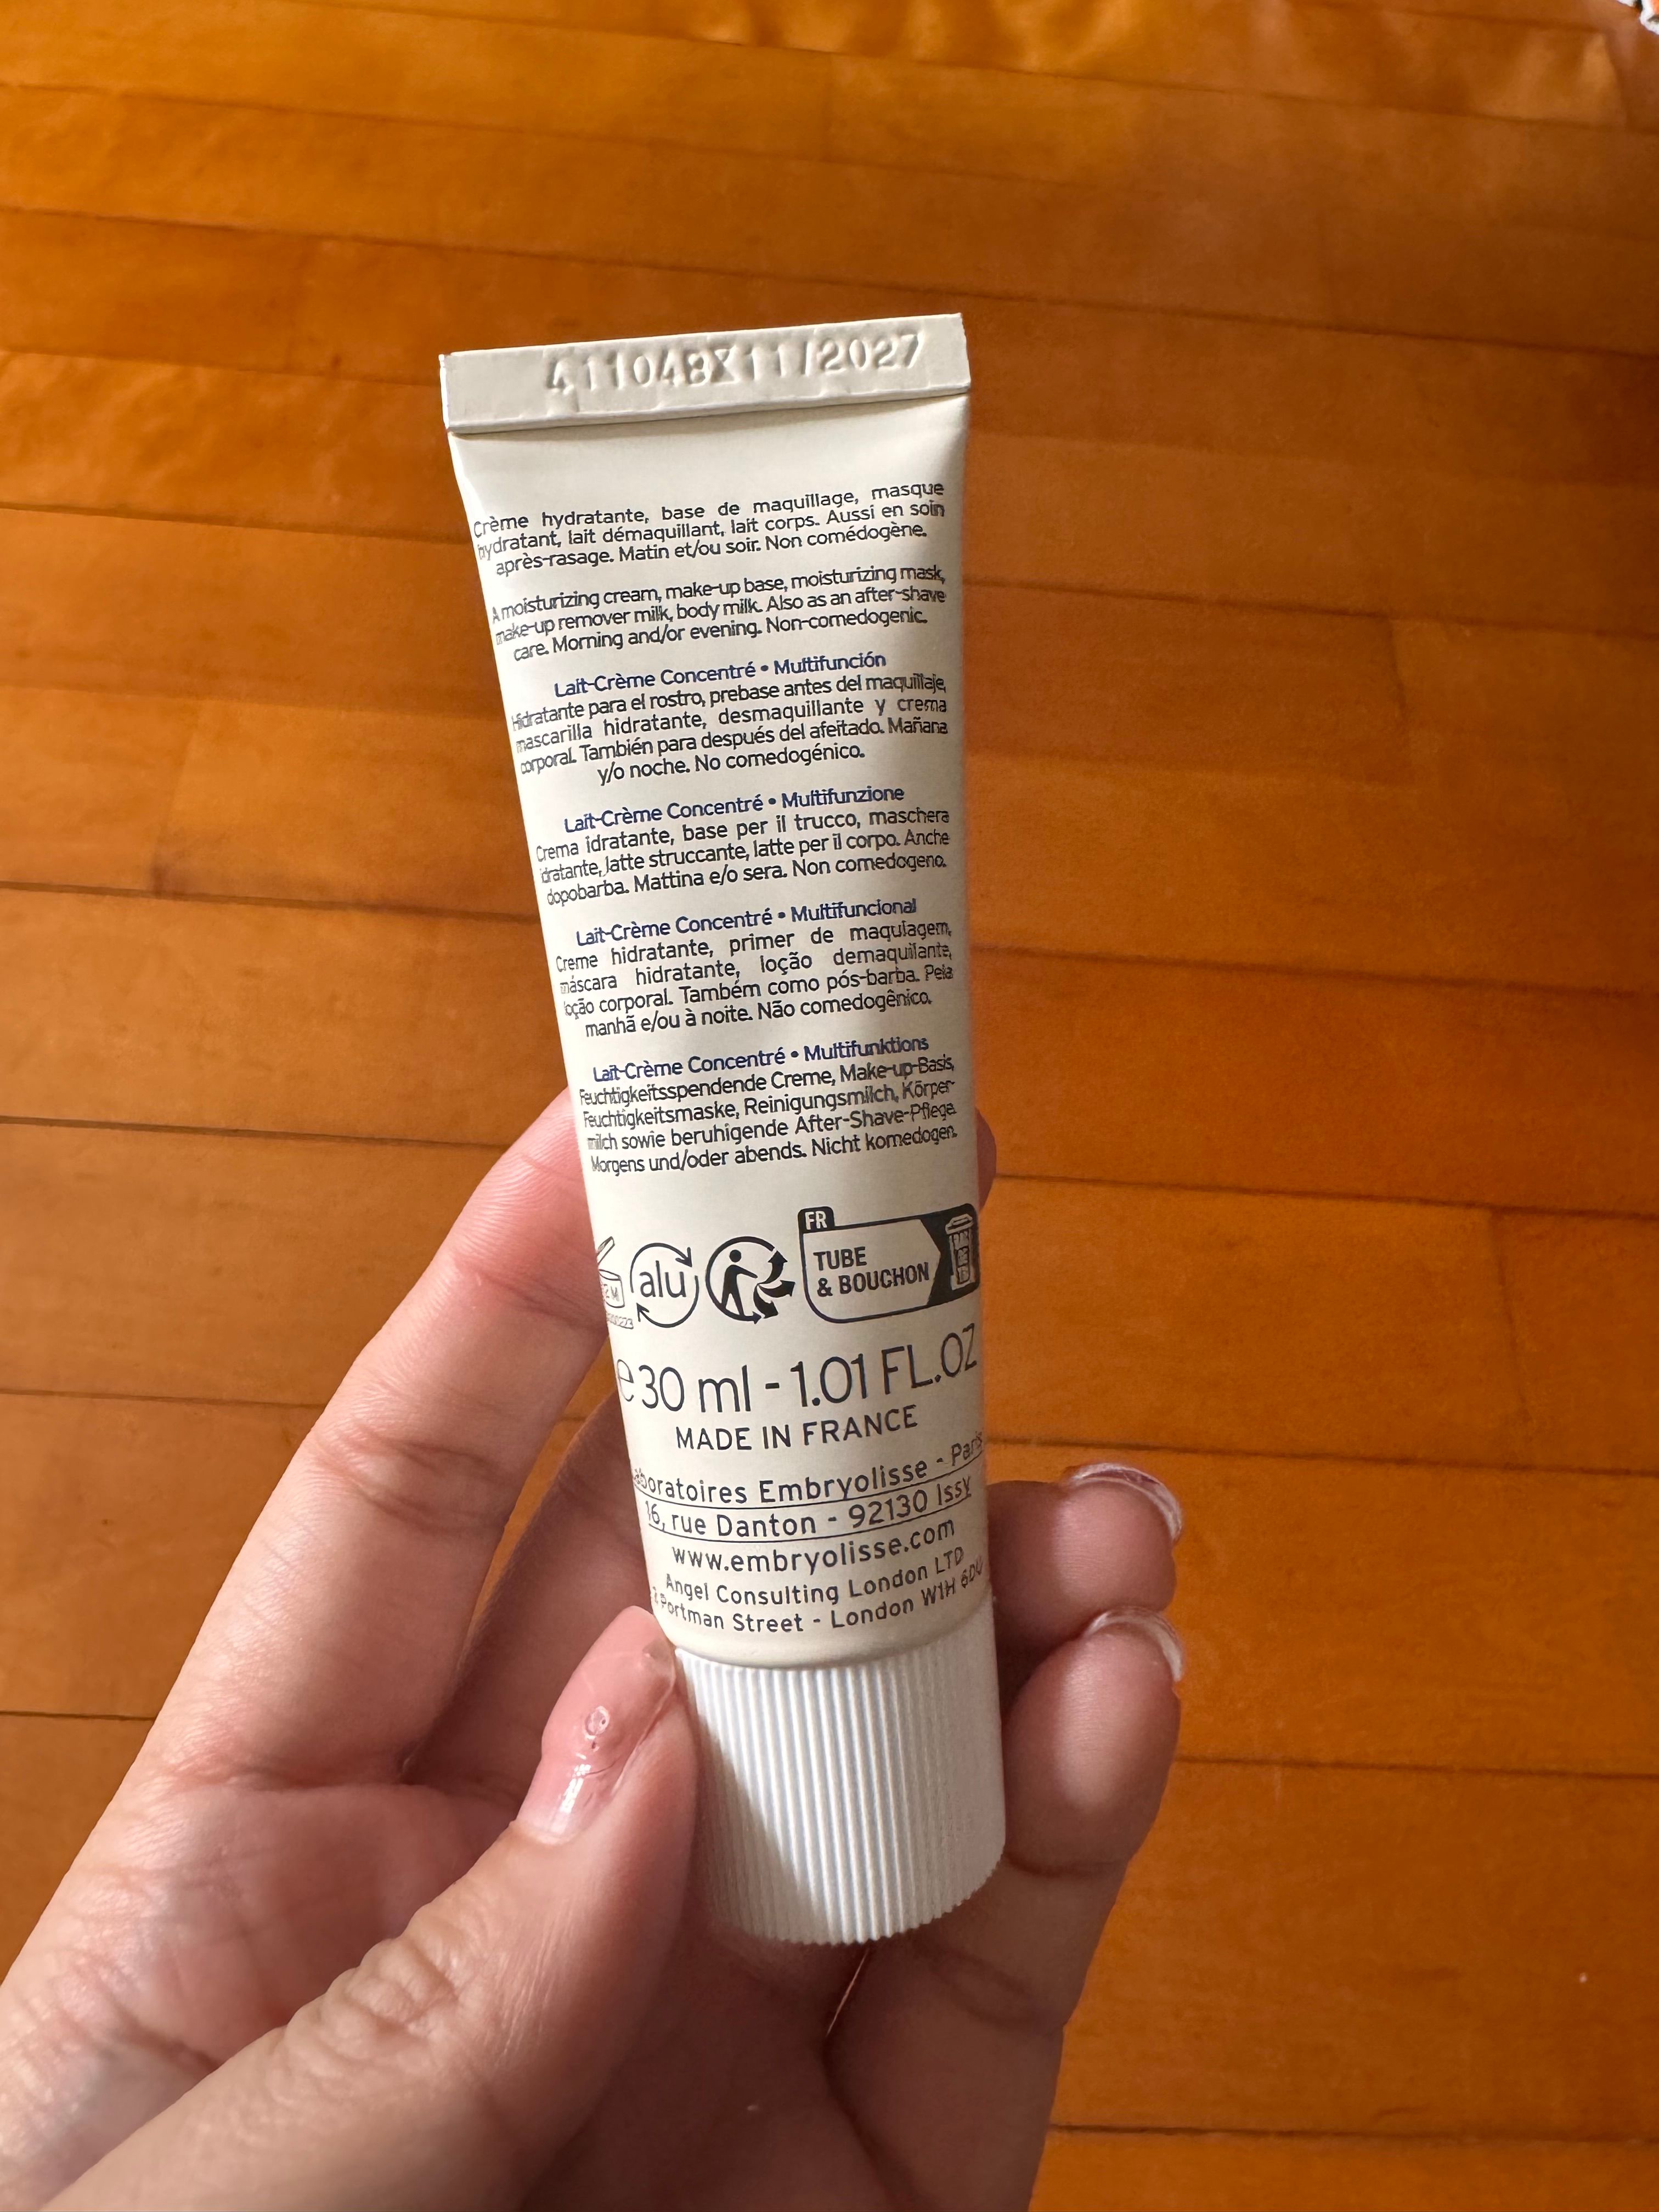 411048X11/2027
Crème hydratante, base de maquillage, masque
hydratant, lait démaquillant, lait corps. Aussi en soin
après-rasage. Matin et/ou soir. Non comédogène.
A moisturizing cream, make-up base, moisturizing mask,
make-up remover milk, body milk. Also as an after-shave
care. Morning and/or evening. Non-comedogenic.
Lait-Crème Concentré • Multifunción
Hidratante para el rostro, prebase antes del maquillaje,
mascarilla hidratante, desmaquillante y crema
corporal. También para después del afeitado. Mañana
y/o noche. No comedogénico.
Lait-Crème Concentré • Multifunzione
Crema idratante, base per il trucco, maschera
idratante, latte struccante, latte per il corpo. Anche
dopobarba. Mattina e/o sera. Non comedogeno.
Lait-Crème Concentré • Multifuncional
Creme hidratante, primer de maquiagem,
máscara hidratante, loção demaquilante,
loção corporal. Também como pós-barba. Pela
manhã e/ou à noite. Não comedogênico.
Lait-Crème Concentré • Multifunktions
Feuchtigkeitsspendende Creme, Make-up-Basis,
Feuchtigkeitsmaske, Reinigungsmilch, Körper-
milch sowie beruhigende After-Shave-Pflege.
Morgens und/oder abends. Nicht komedogen.
alu
FR
TUBE
& BOUCHON
e 30 ml - 1.01 FL.OZ
MADE IN FRANCE
Laboratoires Embryolisse - Paris
16, rue Danton - 92130 Issy
www.embryolisse.com
Angel Consulting London LTD
Portman Street - London W1H 6DU